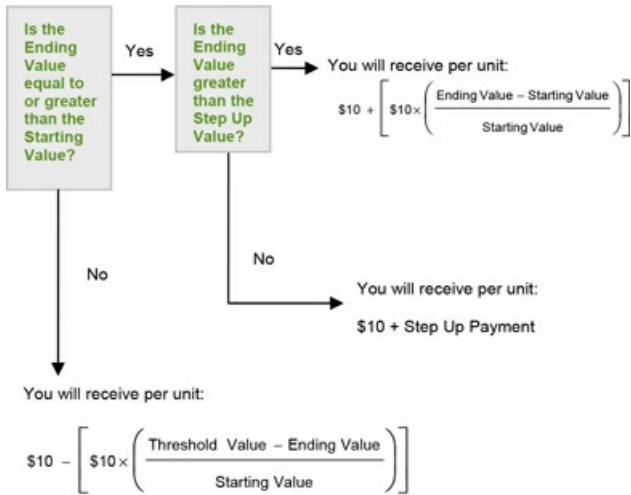 Is the
Ending
Value
equal to
or greater
than the
Starting
Value?
Yes
Is the
Ending
Value
greater
than the
Step Up
Value?
Yes
You will receive per unit:
$10 + [ $10× ( Ending Value – Starting Value
Starting Value ) ]
No
No
You will receive per unit:
$10 + Step Up Payment
You will receive per unit:
$10 – [ $10 × ( Threshold Value – Ending Value
Starting Value ) ]